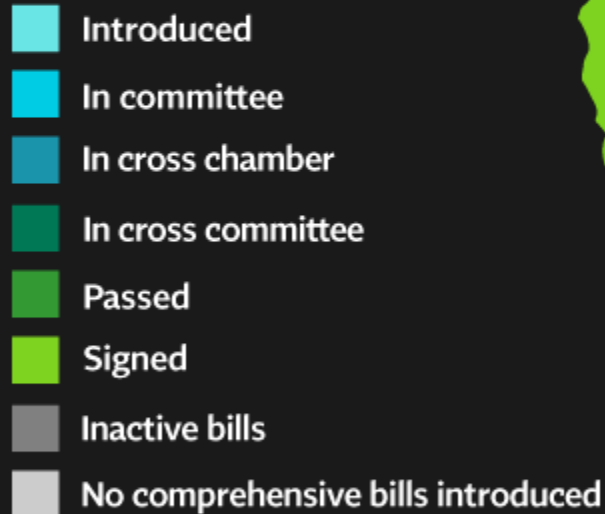 Introduced
In committee
In cross chamber
In cross committee
Passed
Signed
Inactive bills
No comprehensive bills introduced